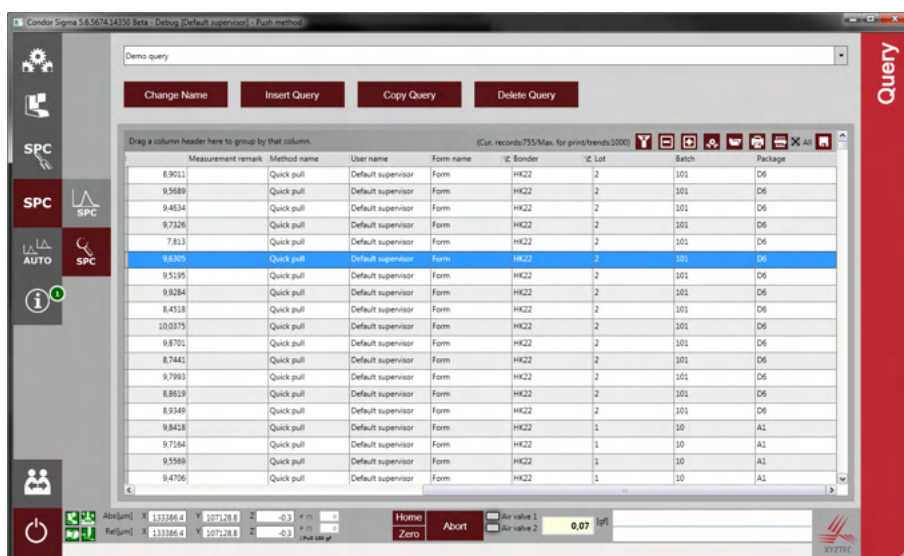 Condor Sigma 5.6.5674.14350 Beta - Debug [Default supervisor] - Push method
Query
Demo query
Change Name Insert Query Copy Query Delete Query
Drag a column header here to group by that column. (Cur. records:755/Max. for print/trends:1000) All
Measurement remark Method name User name Form name Bonder Lot Batch Package
8,9011 Quick pull Default supervisor Form HK22 2 101 D6
9,5689 Quick pull Default supervisor Form HK22 2 101 D6
9,4634 Quick pull Default supervisor Form HK22 2 101 D6
9,7326 Quick pull Default supervisor Form HK22 2 101 D6
7,813 Quick pull Default supervisor Form HK22 2 101 D6
9,6305 Quick pull Default supervisor Form HK22 2 101 D6
9,5195 Quick pull Default supervisor Form HK22 2 101 D6
9,9284 Quick pull Default supervisor Form HK22 2 101 D6
8,4518 Quick pull Default supervisor Form HK22 2 101 D6
10,0375 Quick pull Default supervisor Form HK22 2 101 D6
9,8701 Quick pull Default supervisor Form HK22 2 101 D6
8,7441 Quick pull Default supervisor Form HK22 2 101 D6
9,7993 Quick pull Default supervisor Form HK22 2 101 D6
8,8619 Quick pull Default supervisor Form HK22 2 101 D6
8,9349 Quick pull Default supervisor Form HK22 2 101 D6
9,8418 Quick pull Default supervisor Form HK22 1 10 A1
9,7164 Quick pull Default supervisor Form HK22 1 10 A1
9,5569 Quick pull Default supervisor Form HK22 1 10 A1
9,4706 Quick pull Default supervisor Form HK22 1 10 A1
SPC
SPC
SPC
AUTO
SPC
1
Abs[µm] X 133386.4 Y 107128.8 Z -0.3
Rel[µm] X 133386.4 Y 107128.8 Z -0.3
Pull 100 gf
Home
Zero
Abort
Air valve 1
Air valve 2
0,07 [gf]
XYZTEC